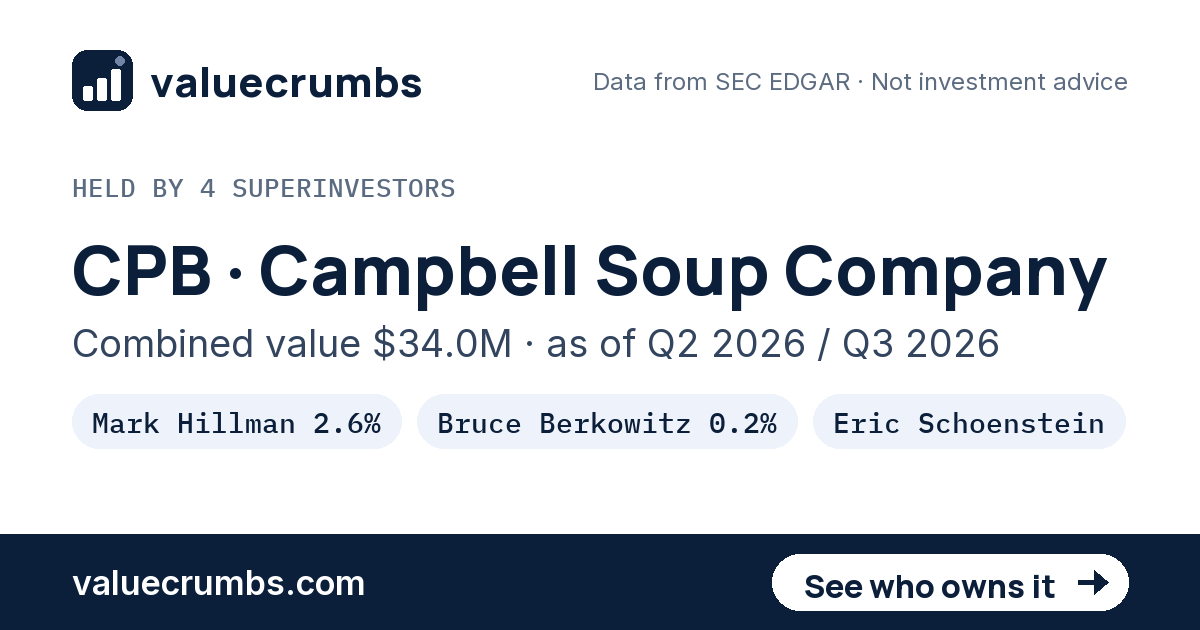 valuecrumbs
Data from SEC EDGAR · Not investment advice
HELD BY 4 SUPERINVESTORS
CPB · Campbell Soup Company
Combined value $34.0M · as of Q2 2026 / Q3 2026
Mark Hillman 2.6%
Bruce Berkowitz 0.2%
Eric Schoenstein
valuecrumbs.com
See who owns it →